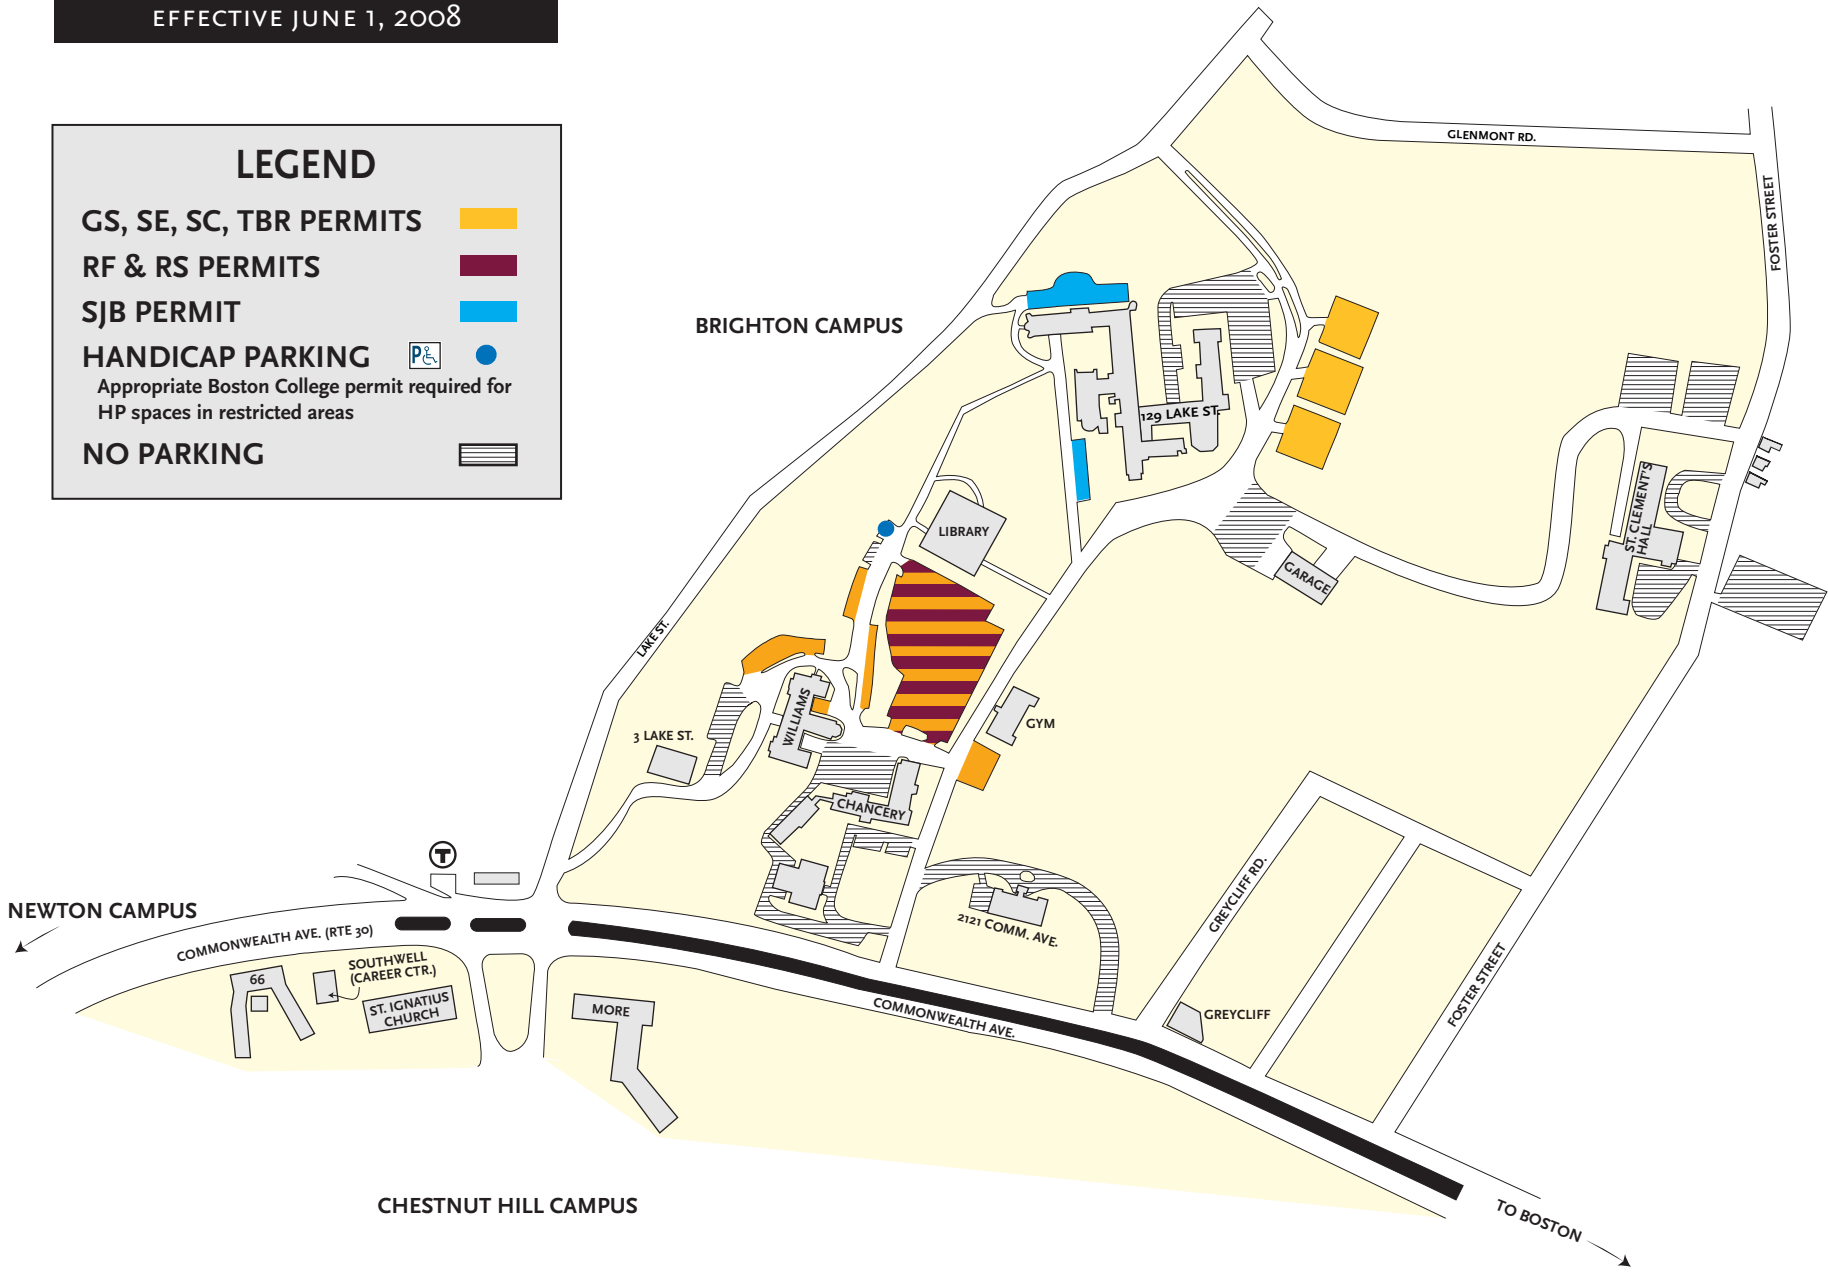 EFFECTIVE JUNE 1, 2008
LEGEND
GS, SE, SC, TBR PERMITS
RF & RS PERMITS
SJB PERMIT
HANDICAP PARKING P
Appropriate Boston College permit required for
HP spaces in restricted areas
NO PARKING
GLENMONT RD.
FOSTER STREET
BRIGHTON CAMPUS
129 LAKE ST.
LIBRARY
ST. CLEMENT'S
HALL
GARAGE
LAKE ST.
WILLIAMS
3 LAKE ST.
GYM
CHANCERY
T
GREYCLIFF RD.
NEWTON CAMPUS
COMMONWEALTH AVE. (RTE 30)
2121 COMM. AVE.
SOUTHWELL
(CAREER CTR.)
66
ST. IGNATIUS
CHURCH
MORE
COMMONWEALTH AVE.
GREYCLIFF
FOSTER STREET
CHESTNUT HILL CAMPUS
TO BOSTON